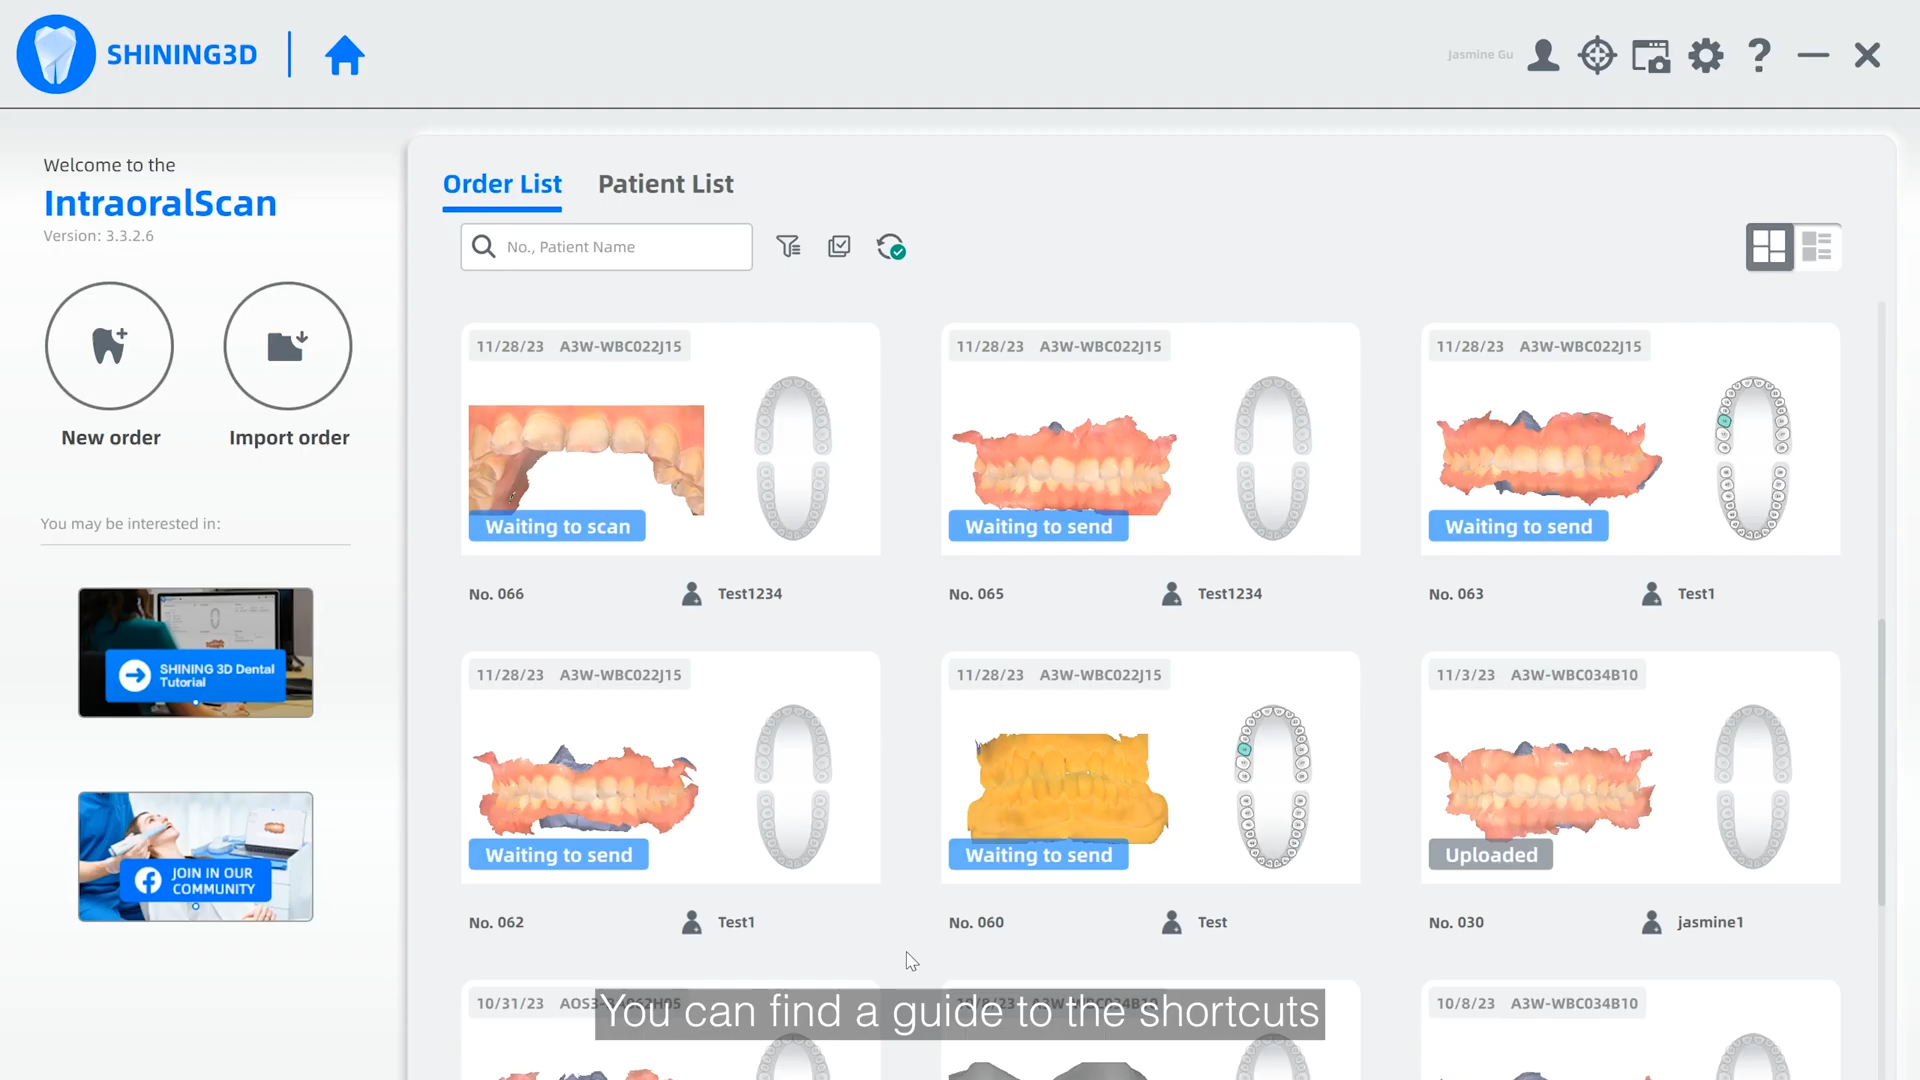 SHINING3D
Jasmine Gu
Welcome to the
IntraoralScan
Version: 3.3.2.6
New order
Import order
You may be interested in:
SHINING 3D Dental
Tutorial
JOIN IN OUR
COMMUNITY
Order List
Patient List
No., Patient Name
11/28/23 A3W-WBC022J15
Waiting to scan
No. 066
Test1234
11/28/23 A3W-WBC022J15
Waiting to send
No. 065
Test1234
11/28/23 A3W-WBC022J15
Waiting to send
No. 063
Test1
11/28/23 A3W-WBC022J15
Waiting to send
No. 062
Test1
11/28/23 A3W-WBC022J15
Waiting to send
No. 060
Test
11/3/23 A3W-WBC034B10
Uploaded
No. 030
jasmine1
10/31/23
10/8/23 A3W-WBC034B10
You can find a guide to the shortcuts